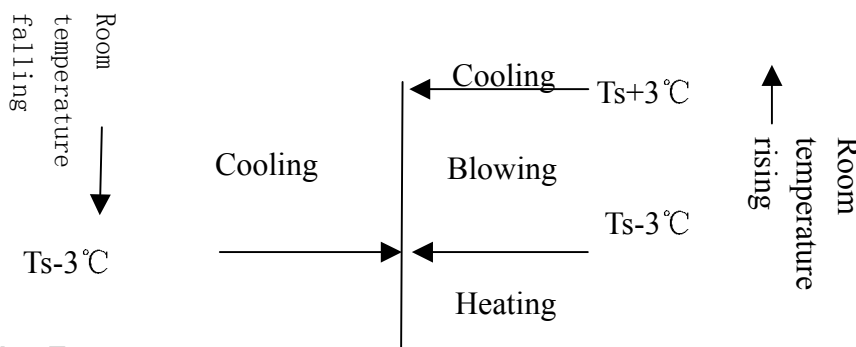 Room
temperature
falling
Cooling
Ts+3℃
Cooling
Blowing
Room
temperature
rising
Ts-3℃
Ts-3℃
Heating